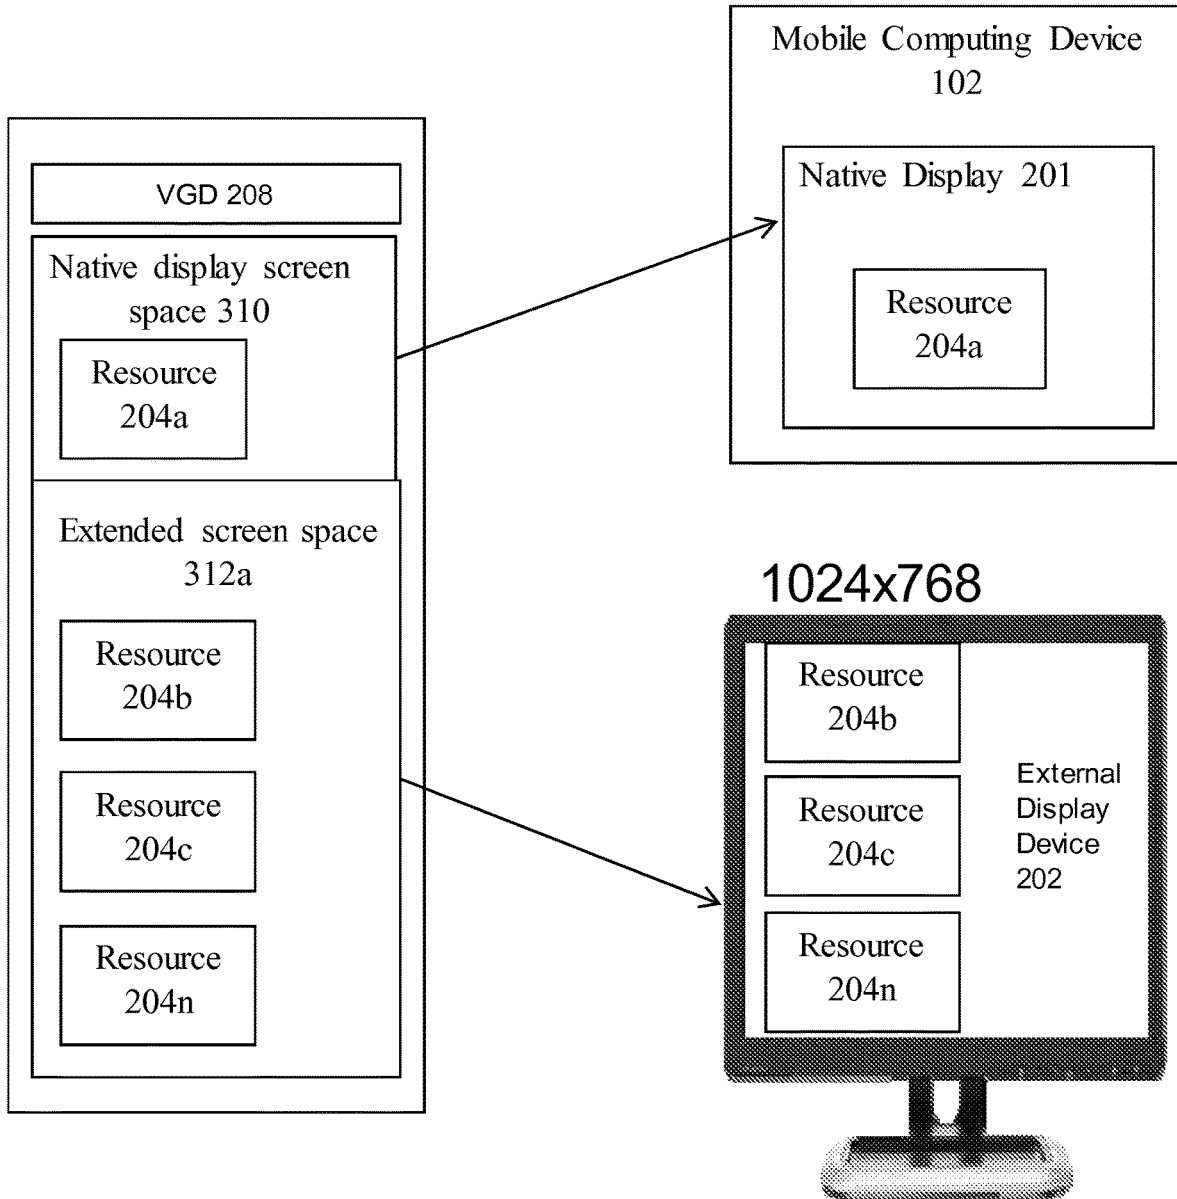 VGD 208
Native display screen
space 310
Resource
204a
Extended screen space
312a
Resource
204b
Resource
204c
Resource
204n
Mobile Computing Device
102
Native Display 201
Resource
204a
1024x768
Resource
204b
Resource
204c
Resource
204n
External
Display
Device
202